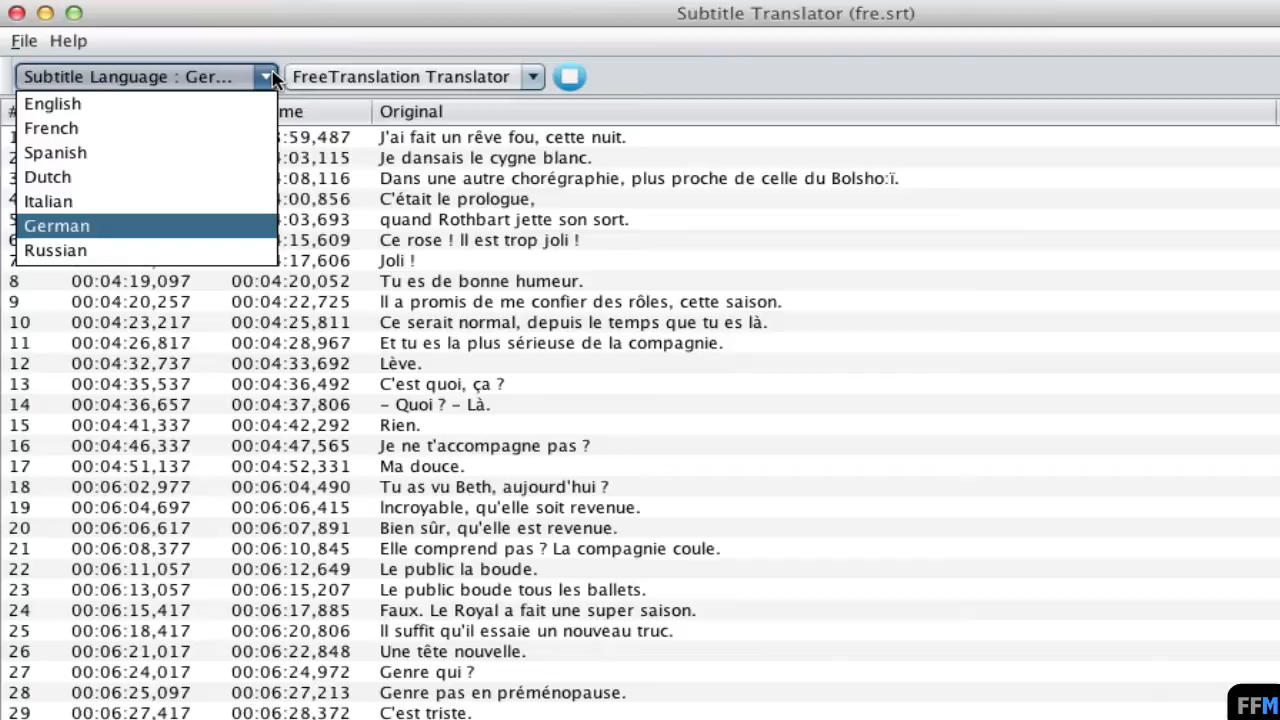 Subtitle Translator (fre.srt)
File Help
Subtitle Language : Ger... FreeTranslation Translator
# me Original
English
French
Spanish
Dutch
Italian
German
Russian
:59,487 J'ai fait un rêve fou, cette nuit.
:03,115 Je dansais le cygne blanc.
:08,116 Dans une autre chorégraphie, plus proche de celle du Bolsho:ï.
:00,856 C'était le prologue,
:03,693 quand Rothbart jette son sort.
:15,609 Ce rose ! Il est trop joli !
:17,606 Joli !
8 00:04:19,097 00:04:20,052 Tu es de bonne humeur.
9 00:04:20,257 00:04:22,725 Il a promis de me confier des rôles, cette saison.
10 00:04:23,217 00:04:25,811 Ce serait normal, depuis le temps que tu es là.
11 00:04:26,817 00:04:28,967 Et tu es la plus sérieuse de la compagnie.
12 00:04:32,737 00:04:33,692 Lève.
13 00:04:35,537 00:04:36,492 C'est quoi, ça ?
14 00:04:36,657 00:04:37,806 - Quoi ? - Là.
15 00:04:41,337 00:04:42,292 Rien.
16 00:04:46,337 00:04:47,565 Je ne t'accompagne pas ?
17 00:04:51,137 00:04:52,331 Ma douce.
18 00:06:02,977 00:06:04,490 Tu as vu Beth, aujourd'hui ?
19 00:06:04,697 00:06:06,415 Incroyable, qu'elle soit revenue.
20 00:06:06,617 00:06:07,891 Bien sûr, qu'elle est revenue.
21 00:06:08,377 00:06:10,845 Elle comprend pas ? La compagnie coule.
22 00:06:11,057 00:06:12,649 Le public la boude.
23 00:06:13,057 00:06:15,207 Le public boude tous les ballets.
24 00:06:15,417 00:06:17,885 Faux. Le Royal a fait une super saison.
25 00:06:18,417 00:06:20,806 Il suffit qu'il essaie un nouveau truc.
26 00:06:21,017 00:06:22,848 Une tête nouvelle.
27 00:06:24,017 00:06:24,972 Genre qui ?
28 00:06:25,097 00:06:27,213 Genre pas en préménopause.
29 00:06:27,417 00:06:28,372 C'est triste.
FFM